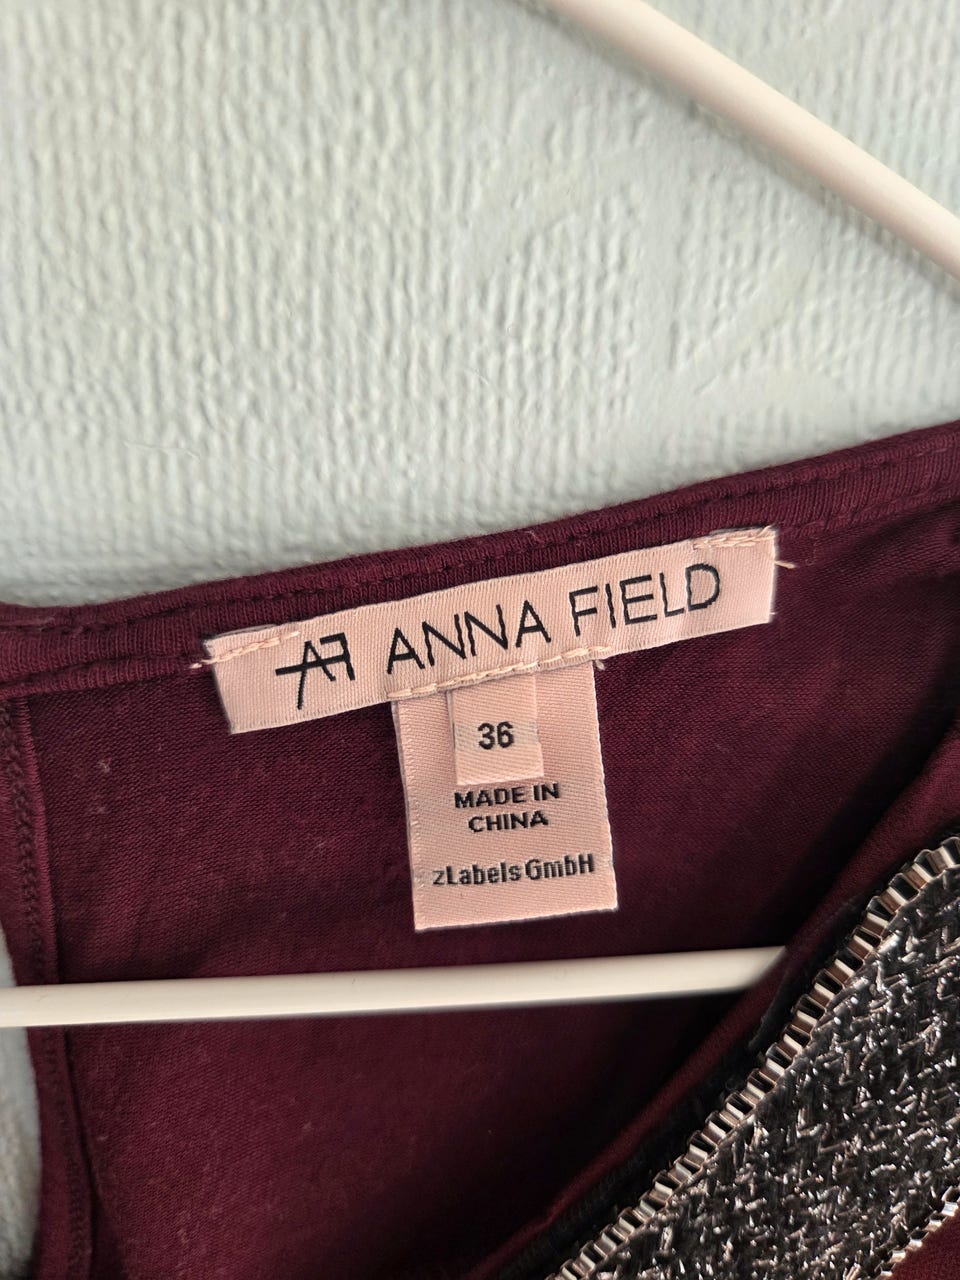 AF ANNA FIELD
36
MADE IN
CHINA
zLabels GmbH